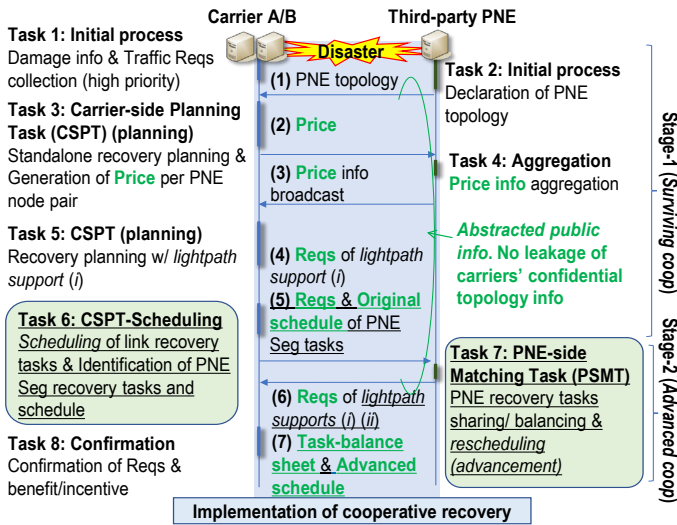 Carrier A/B
Third-party PNE
Disaster
Task 1: Initial process
Damage info & Traffic Reqs
collection (high priority)
(1) PNE topology
Task 2: Initial process
Declaration of PNE
topology
Task 3: Carrier-side Planning
Task (CSPT) (planning)
Standalone recovery planning &
Generation of Price per PNE
node pair
(2) Price
(3) Price info
broadcast
Task 4: Aggregation
Price info aggregation
Abstracted public
info. No leakage of
carriers' confidential
topology info
Task 5: CSPT (planning)
Recovery planning w/ lightpath
support (i)
(4) Reqs of lightpath
support (i)
(5) Reqs & Original
schedule of PNE
Seg tasks
Task 6: CSPT-Scheduling
Scheduling of link recovery
tasks & Identification of PNE
Seg recovery tasks and
schedule
Task 7: PNE-side
Matching Task (PSMT)
PNE recovery tasks
sharing/ balancing &
rescheduling
(advancement)
(6) Reqs of lightpath
supports (i) (ii)
(7) Task-balance
sheet & Advanced
schedule
Task 8: Confirmation
Confirmation of Reqs &
benefit/incentive
Stage-1 (Surviving coop)
Stage-2 (Advanced coop)
Implementation of cooperative recovery